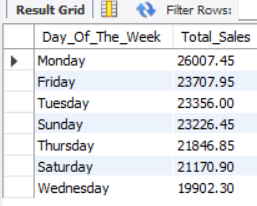 Result Grid Filter Rows:
Day_Of_The_Week Total_Sales
Monday 26007.45
Friday 23707.95
Tuesday 23356.00
Sunday 23226.45
Thursday 21846.85
Saturday 21170.90
Wednesday 19902.30